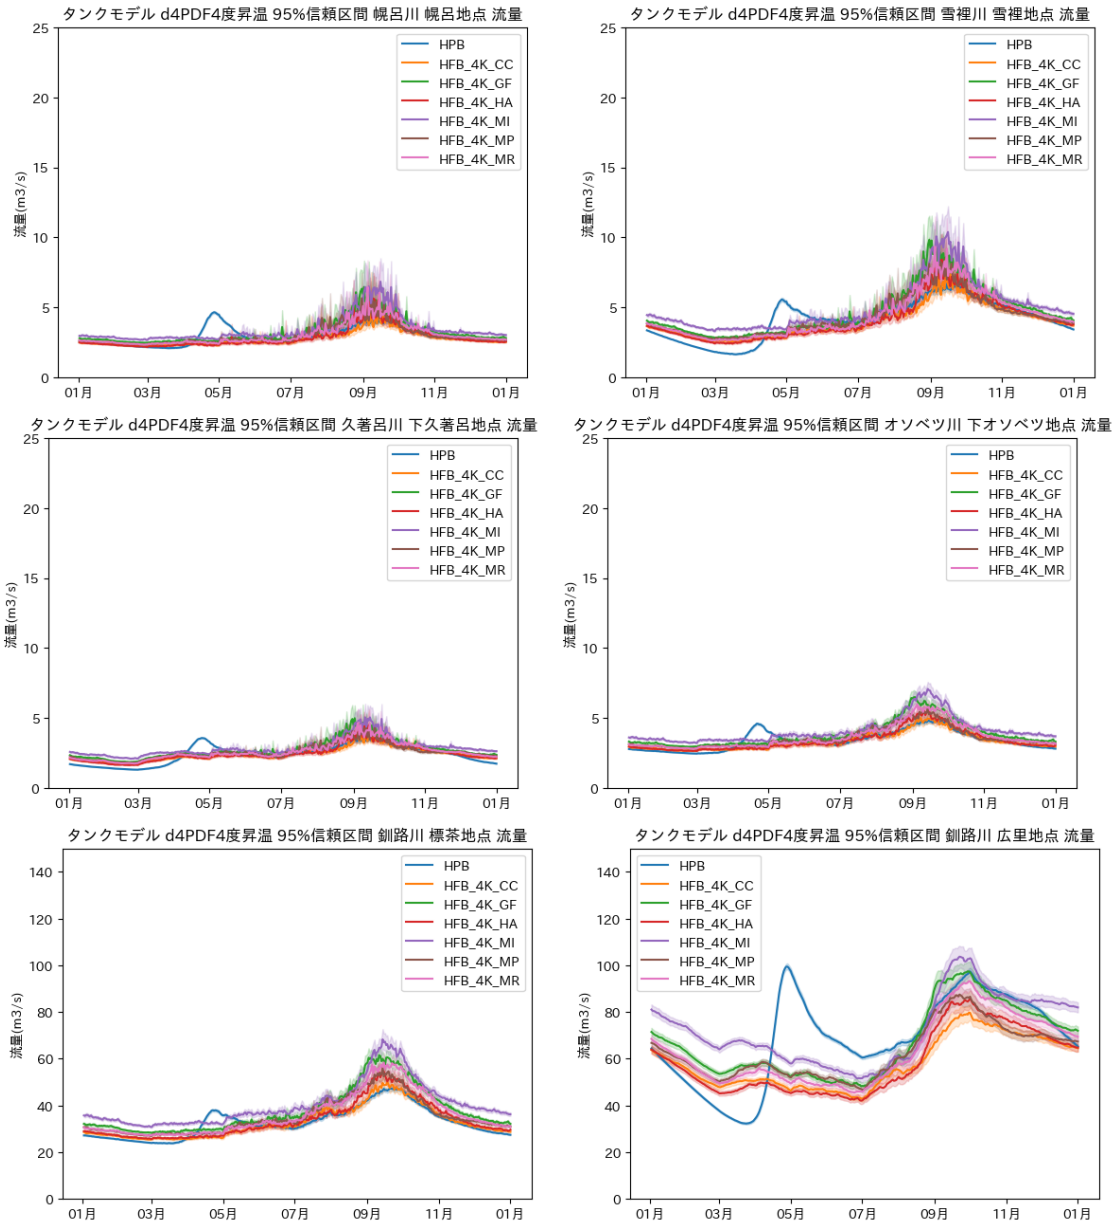 タンクモデル d4PDF4度昇温 95%信頼区間 幌呂川 幌呂地点 流量
25
20
15
10
5
0
流量(m3/s)
HPB
HFB_4K_CC
HFB_4K_GF
HFB_4K_HA
HFB_4K_MI
HFB_4K_MP
HFB_4K_MR
01月 03月 05月 07月 09月 11月 01月
タンクモデル d4PDF4度昇温 95%信頼区間 雪裡川 雪裡地点 流量
25
20
15
10
5
0
流量(m3/s)
HPB
HFB_4K_CC
HFB_4K_GF
HFB_4K_HA
HFB_4K_MI
HFB_4K_MP
HFB_4K_MR
01月 03月 05月 07月 09月 11月 01月
タンクモデル d4PDF4度昇温 95%信頼区間 久著呂川 下久著呂地点 流量
25
20
15
10
5
0
流量(m3/s)
HPB
HFB_4K_CC
HFB_4K_GF
HFB_4K_HA
HFB_4K_MI
HFB_4K_MP
HFB_4K_MR
01月 03月 05月 07月 09月 11月 01月
タンクモデル d4PDF4度昇温 95%信頼区間 オソベツ川 下オソベツ地点 流量
25
20
15
10
5
0
流量(m3/s)
HPB
HFB_4K_CC
HFB_4K_GF
HFB_4K_HA
HFB_4K_MI
HFB_4K_MP
HFB_4K_MR
01月 03月 05月 07月 09月 11月 01月
タンクモデル d4PDF4度昇温 95%信頼区間 釧路川 標茶地点 流量
140
120
100
80
60
40
20
0
流量(m3/s)
HPB
HFB_4K_CC
HFB_4K_GF
HFB_4K_HA
HFB_4K_MI
HFB_4K_MP
HFB_4K_MR
01月 03月 05月 07月 09月 11月 01月
タンクモデル d4PDF4度昇温 95%信頼区間 釧路川 広里地点 流量
140
120
100
80
60
40
20
0
流量(m3/s)
HPB
HFB_4K_CC
HFB_4K_GF
HFB_4K_HA
HFB_4K_MI
HFB_4K_MP
HFB_4K_MR
01月 03月 05月 07月 09月 11月 01月